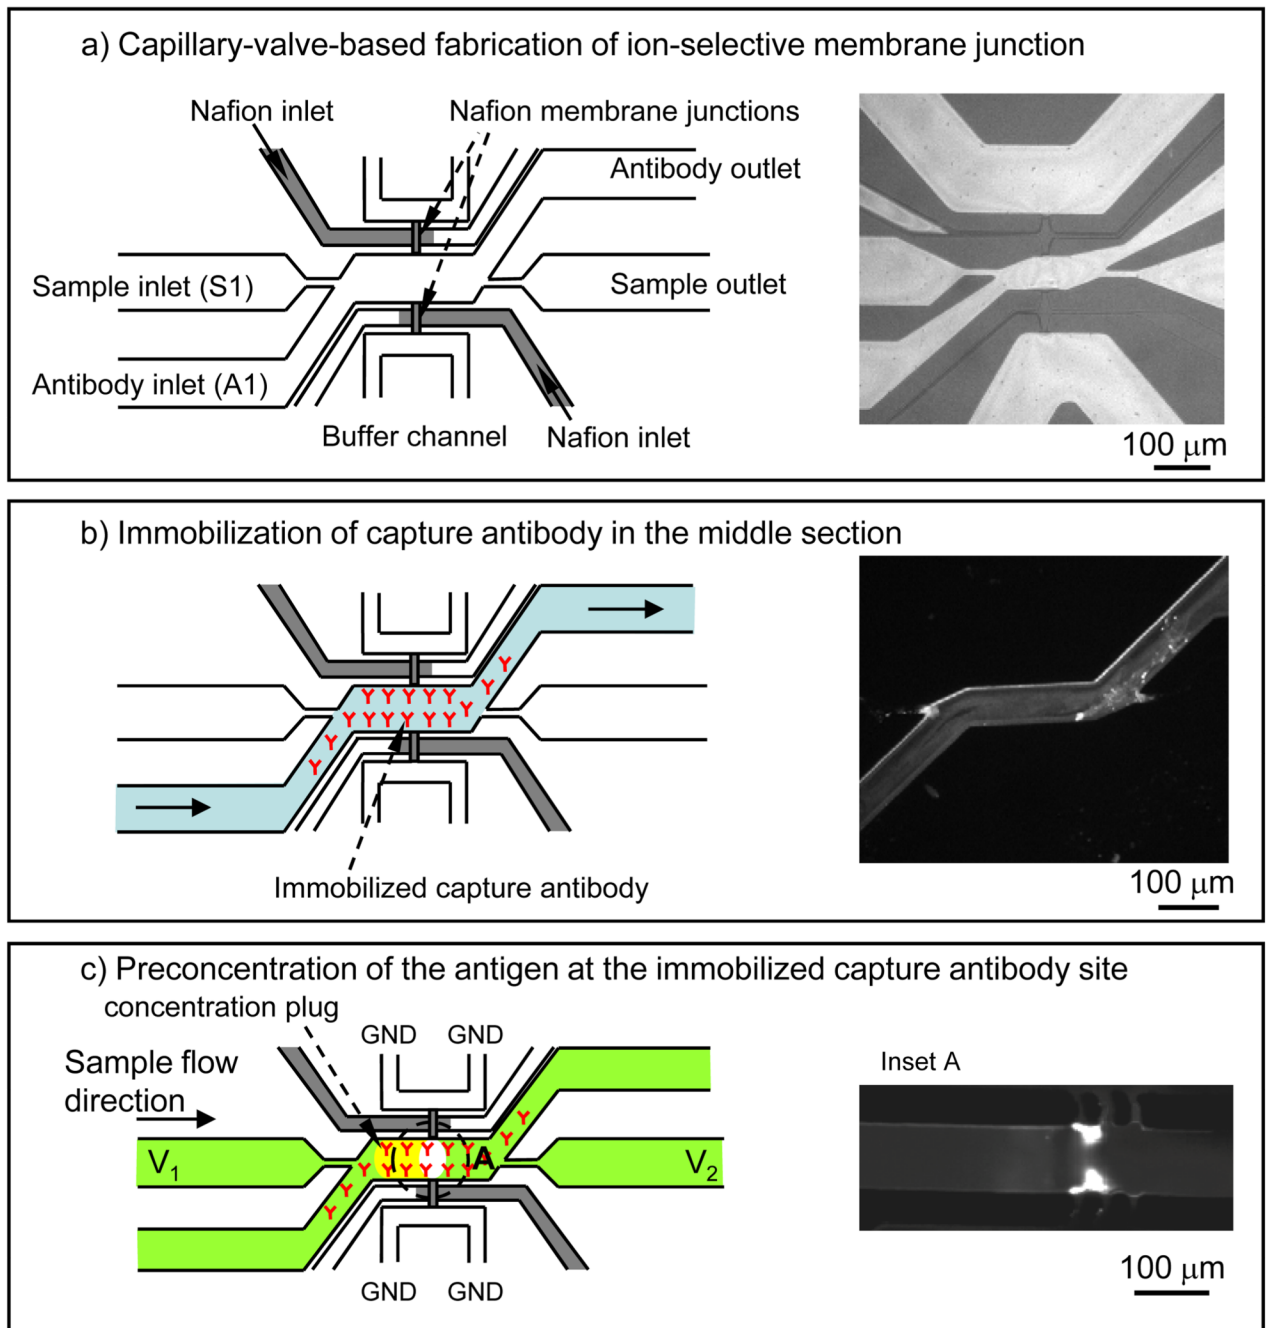 a) Capillary-valve-based fabrication of ion-selective membrane junction
Nafion inlet
Nafion membrane junctions
Antibody outlet
Sample inlet (S1)
Sample outlet
Antibody inlet (A1)
Buffer channel
Nafion inlet
100 μm
b) Immobilization of capture antibody in the middle section
Immobilized capture antibody
100 μm
c) Preconcentration of the antigen at the immobilized capture antibody site
concentration plug
GND GND
Sample flow
direction
Inset A
V1
A
V2
GND GND
100 μm